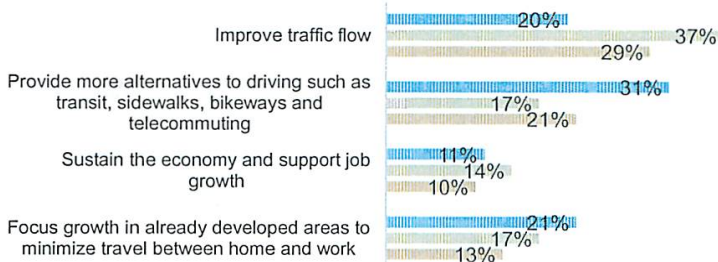 Improve traffic flow
20%
37%
29%
Provide more alternatives to driving such as
transit, sidewalks, bikeways and
telecommuting
31%
17%
21%
Sustain the economy and support job
growth
11%
14%
10%
Focus growth in already developed areas to
minimize travel between home and work
21%
17%
13%